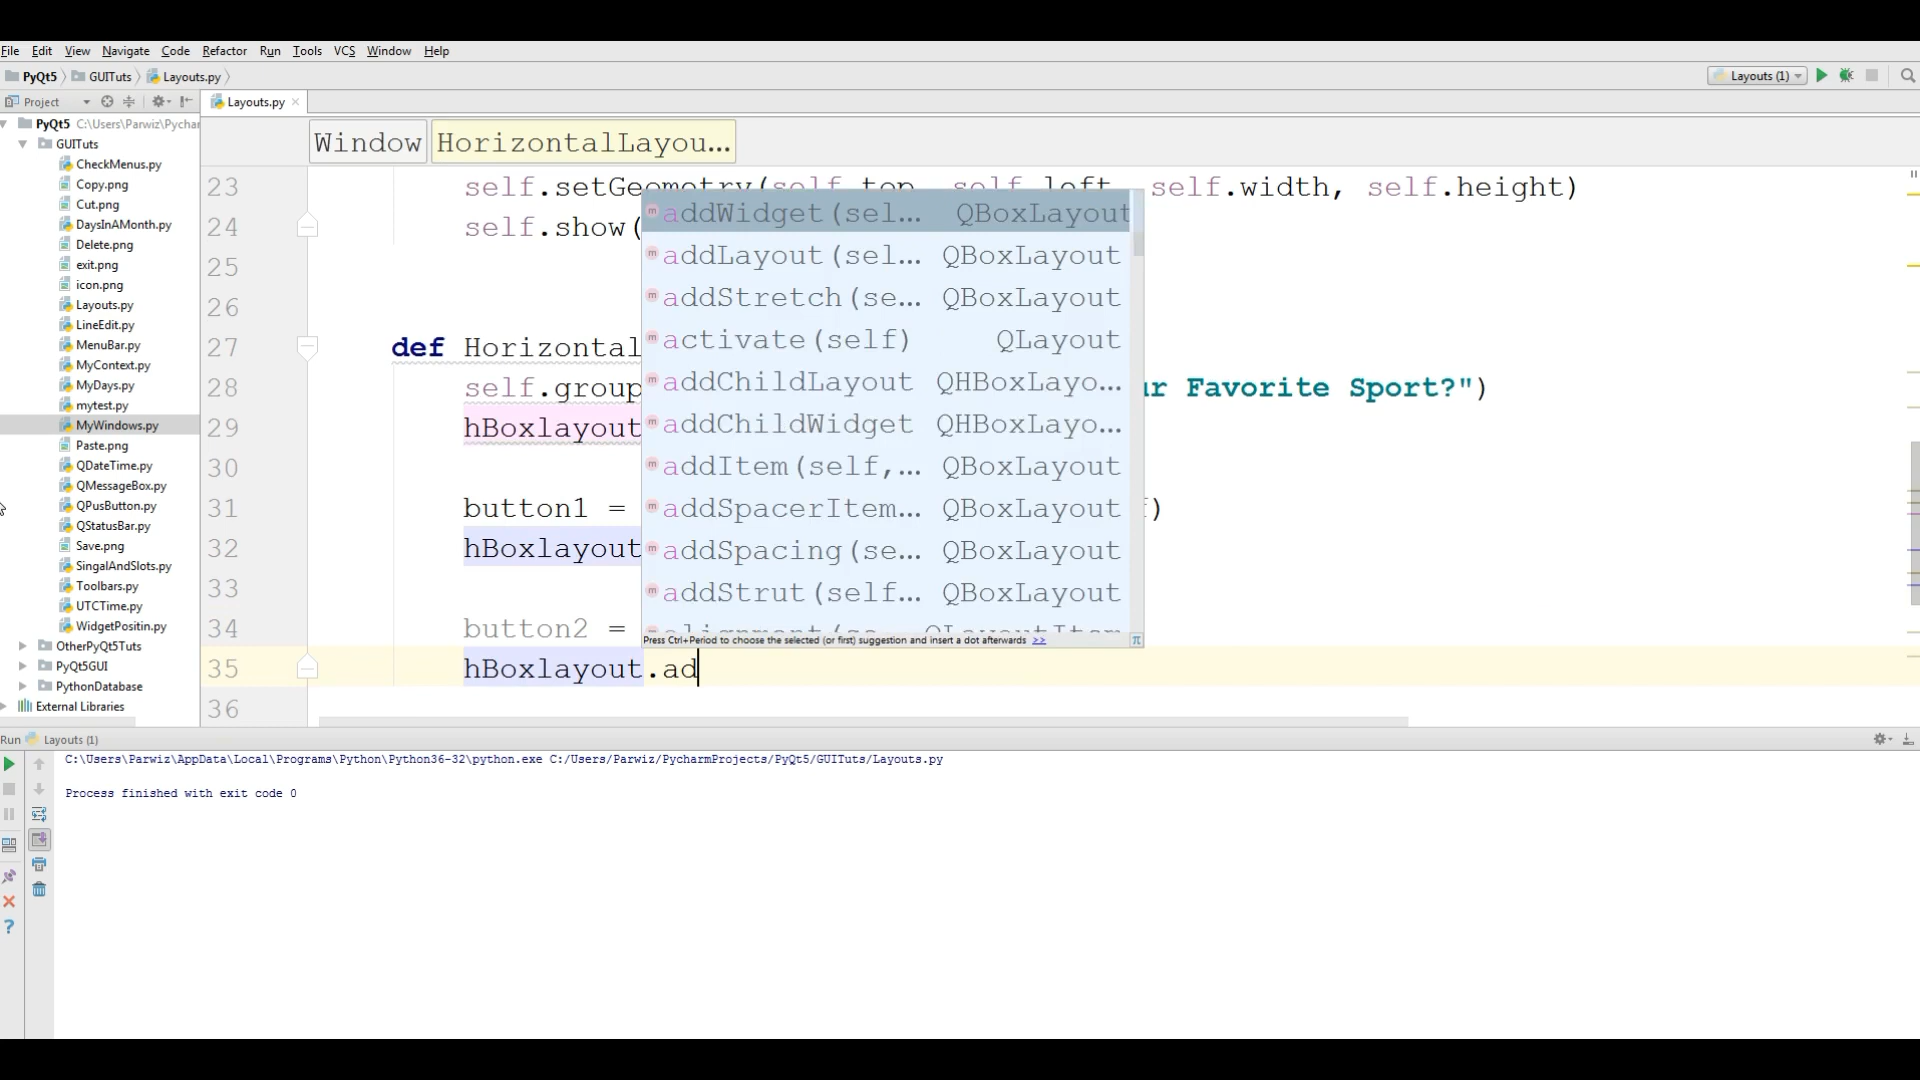 File Edit View Navigate Code Refactor Run Tools VCS Window Help
PyQt5 GUITuts Layouts.py Layouts (1)
Project Layouts.py
PyQt5 C:\Users\Parwiz\Pychar
GUITuts
CheckMenus.py
Copy.png
Cut.png
DaysInAMonth.py
Delete.png
exit.png
icon.png
Layouts.py
LineEdit.py
MenuBar.py
MyContext.py
MyDays.py
mytest.py
MyWindows.py
Paste.png
QDateTime.py
QMessageBox.py
QPusButton.py
QStatusBar.py
Save.png
SingalAndSlots.py
Toolbars.py
UTCTime.py
WidgetPositin.py
OtherPyQt5Tuts
PyQt5GUI
PythonDatabase
External Libraries
Window HorizontalLayou...
23 self.setGeometry(self.top, self.left, self.width, self.height)
24 self.show(
25
26
27 def Horizontal
28 self.group ur Favorite Sport?")
29 hBoxlayout
30
31 button1 = f)
32 hBoxlayout
33
34 button2 =
35 hBoxlayout.ad
36
addWidget(sel... QBoxLayout
addLayout(sel... QBoxLayout
addStretch(se... QBoxLayout
activate(self) QLayout
addChildLayout QHBoxLayo...
addChildWidget QHBoxLayo...
addItem(self,... QBoxLayout
addSpacerItem... QBoxLayout
addSpacing(se... QBoxLayout
addStrut(self... QBoxLayout
alignment(se... QLayoutItem
Press Ctrl+Period to choose the selected (or first) suggestion and insert a dot afterwards >>
Run Layouts (1)
C:\Users\Parwiz\AppData\Local\Programs\Python\Python36-32\python.exe C:/Users/Parwiz/PycharmProjects/PyQt5/GUITuts/Layouts.py
Process finished with exit code 0